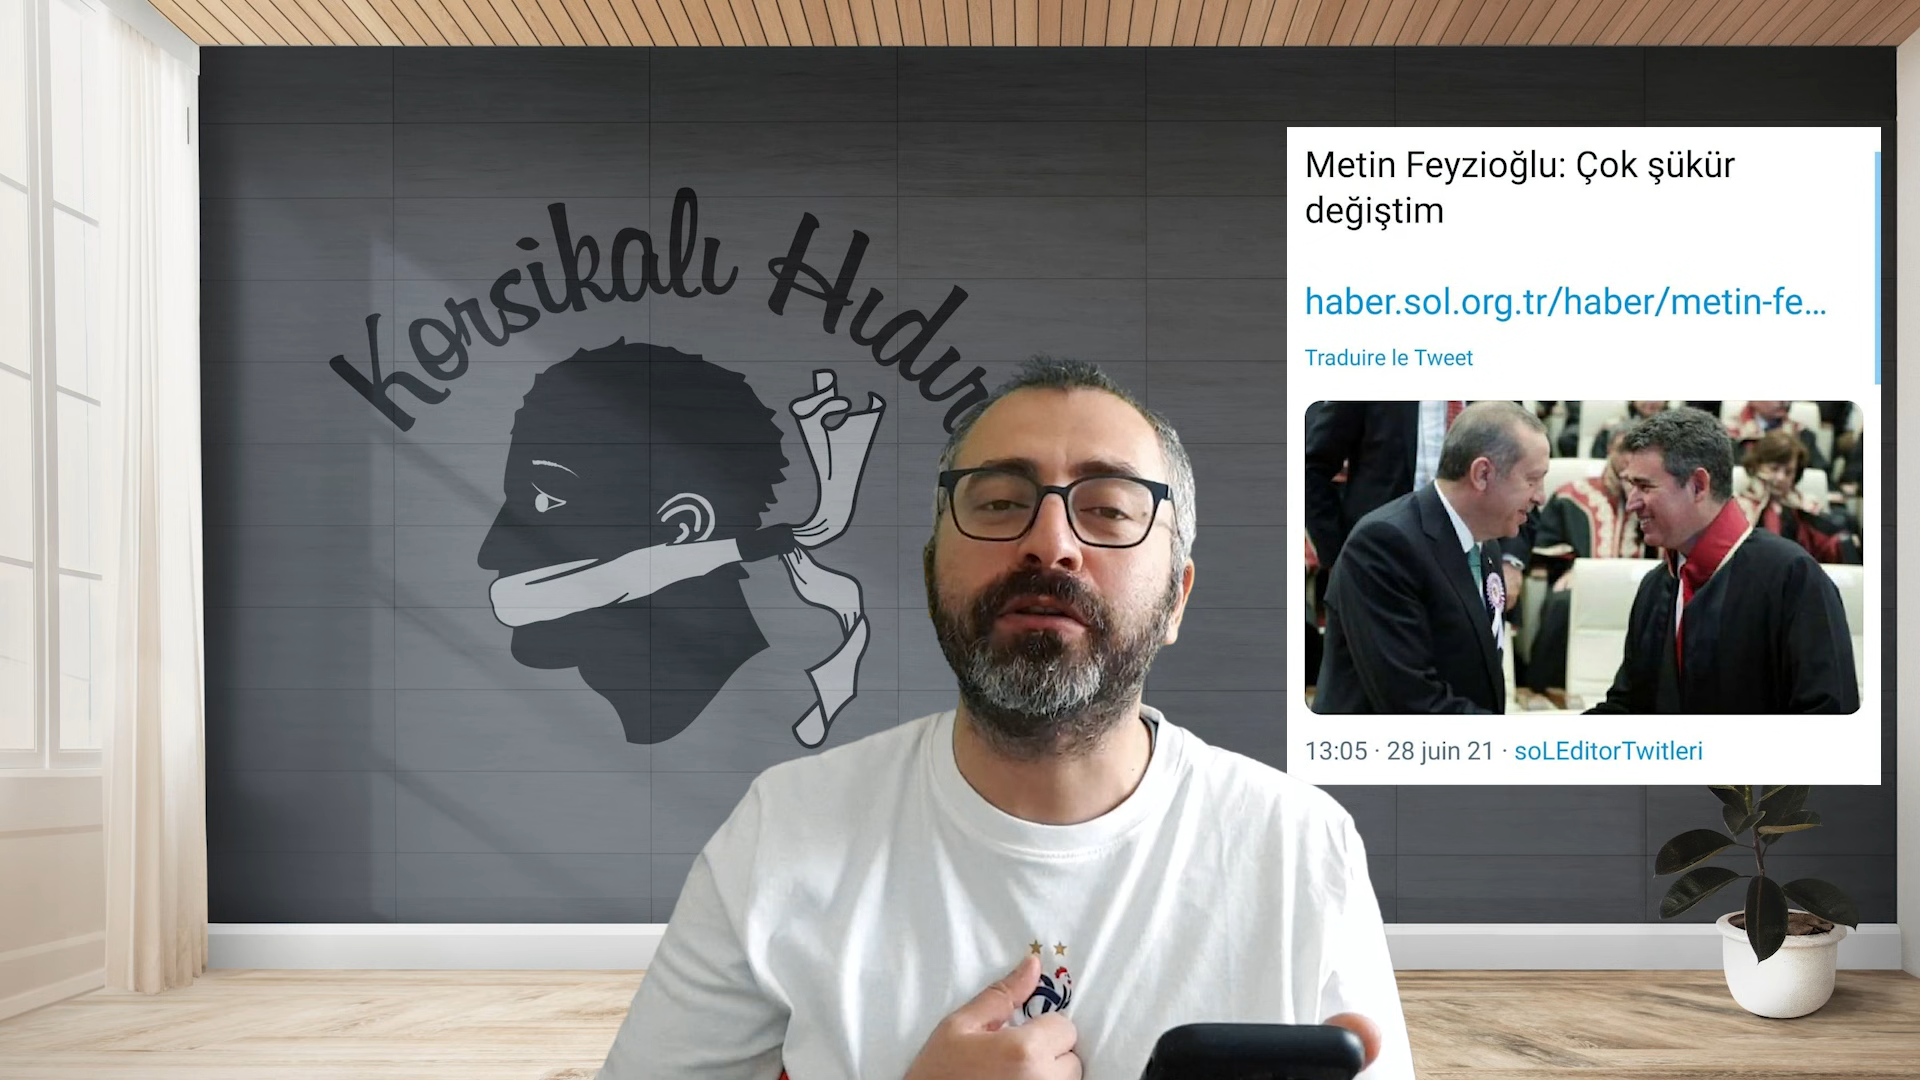 Korsikalı Hıdır
Metin Feyzioğlu: Çok şükür
değiştim
haber.sol.org.tr/haber/metin-fe...
Traduire le Tweet
13:05 · 28 juin 21 · soLEditorTwitleri